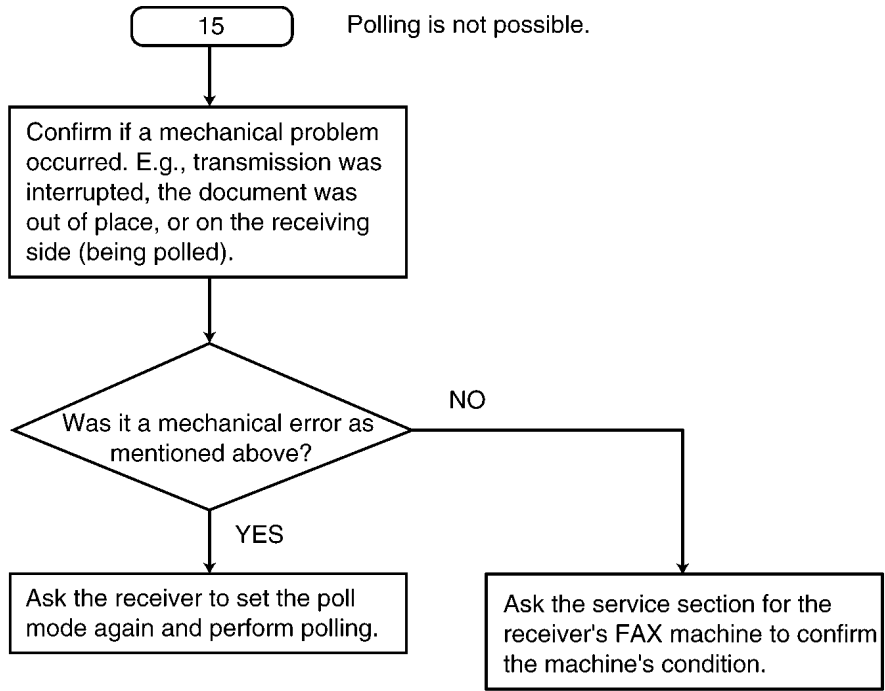 15
Polling is not possible.
Confirm if a mechanical problem
occurred. E.g., transmission was
interrupted, the document was
out of place, or on the receiving
side (being polled).
Was it a mechanical error as
mentioned above?
NO
YES
Ask the receiver to set the poll
mode again and perform polling.
Ask the service section for the
receiver's FAX machine to confirm
the machine's condition.